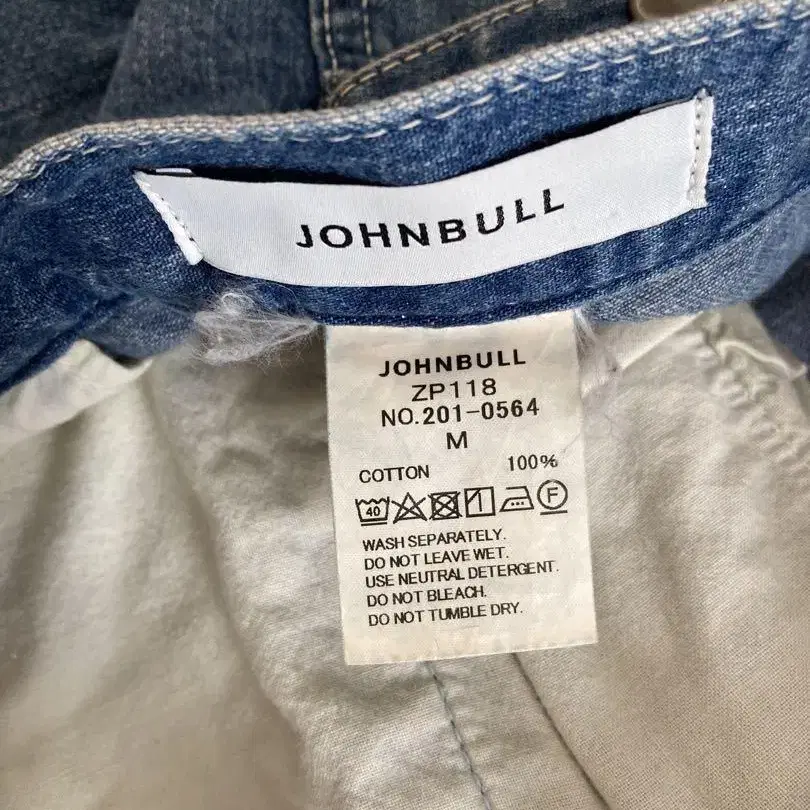 JOHNBULL
JOHNBULL
ZP118
NO.201-0564
M
COTTON 100%
40 F
WASH SEPARATELY.
DO NOT LEAVE WET.
USE NEUTRAL DETERGENT.
DO NOT BLEACH.
DO NOT TUMBLE DRY.